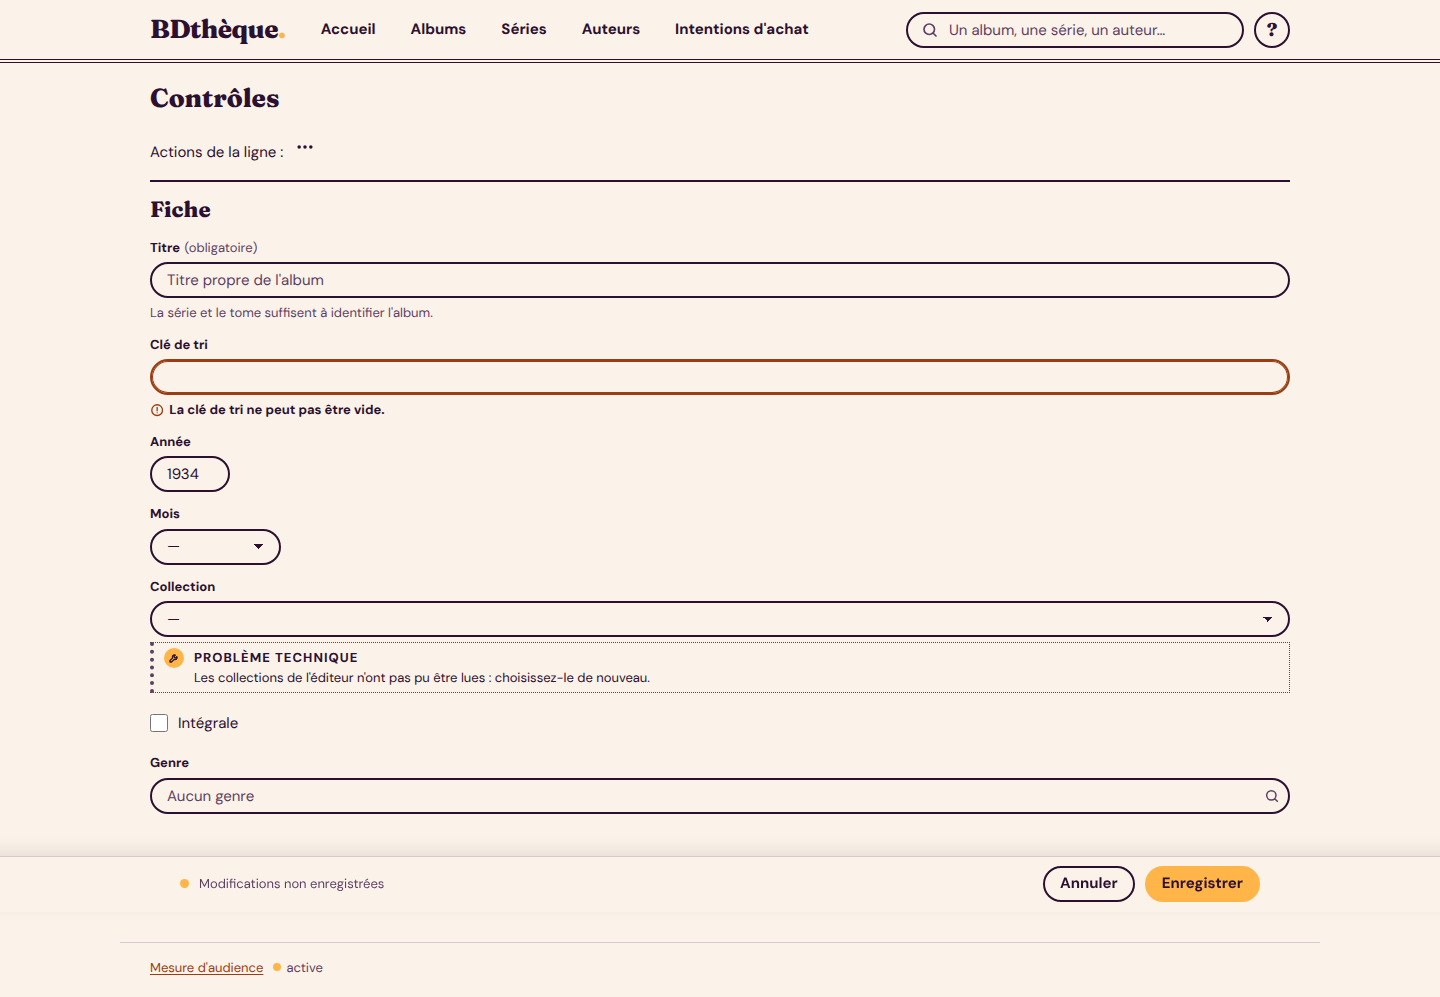 BDthèque.
Accueil
Albums
Séries
Auteurs
Intentions d'achat
Un album, une série, un auteur...
?
Contrôles
Actions de la ligne :
Fiche
Titre (obligatoire)
Titre propre de l'album
La série et le tome suffisent à identifier l'album.
Clé de tri
La clé de tri ne peut pas être vide.
Année
1934
Mois
—
Collection
—
PROBLÈME TECHNIQUE
Les collections de l'éditeur n'ont pas pu être lues : choisissez-le de nouveau.
Intégrale
Genre
Aucun genre
Modifications non enregistrées
Annuler
Enregistrer
Mesure d'audience
active